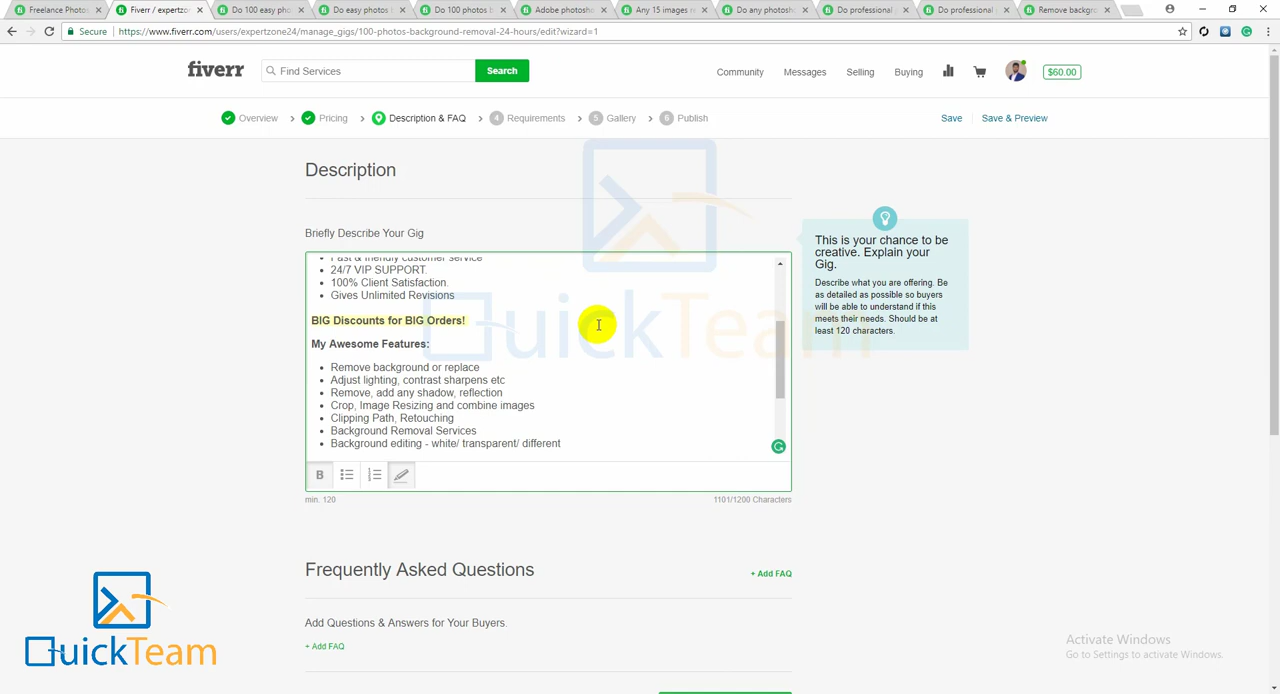 Freelance Photos
Fiverr / expertzon
Do 100 easy pho
Do easy photos
Do 100 photos b
Adobe photosh
Any 15 images re
Do any photosh
Do professional
Do professional
Remove backgro
Secure
https://www.fiverr.com/users/expertzone24/manage_gigs/100-photos-background-removal-24-hours/edit?wizard=1
fiverr
Find Services
Search
Community
Messages
Selling
Buying
$60.00
Overview
Pricing
Description & FAQ
4 Requirements
5 Gallery
6 Publish
Save
Save & Preview
Description
Briefly Describe Your Gig
Fast & friendly customer service
24/7 VIP SUPPORT.
100% Client Satisfaction.
Gives Unlimited Revisions
BIG Discounts for BIG Orders!
My Awesome Features:
Remove background or replace
Adjust lighting, contrast sharpens etc
Remove, add any shadow, reflection
Crop, Image Resizing and combine images
Clipping Path, Retouching
Background Removal Services
Background editing - white/ transparent/ different
B
min. 120
1101/1200 Characters
This is your chance to be
creative. Explain your
Gig.
Describe what you are offering. Be
as detailed as possible so buyers
will be able to understand if this
meets their needs. Should be at
least 120 characters.
QuickTeam
Frequently Asked Questions
+ Add FAQ
Add Questions & Answers for Your Buyers.
+ Add FAQ
QuickTeam
Activate Windows
Go to Settings to activate Windows.